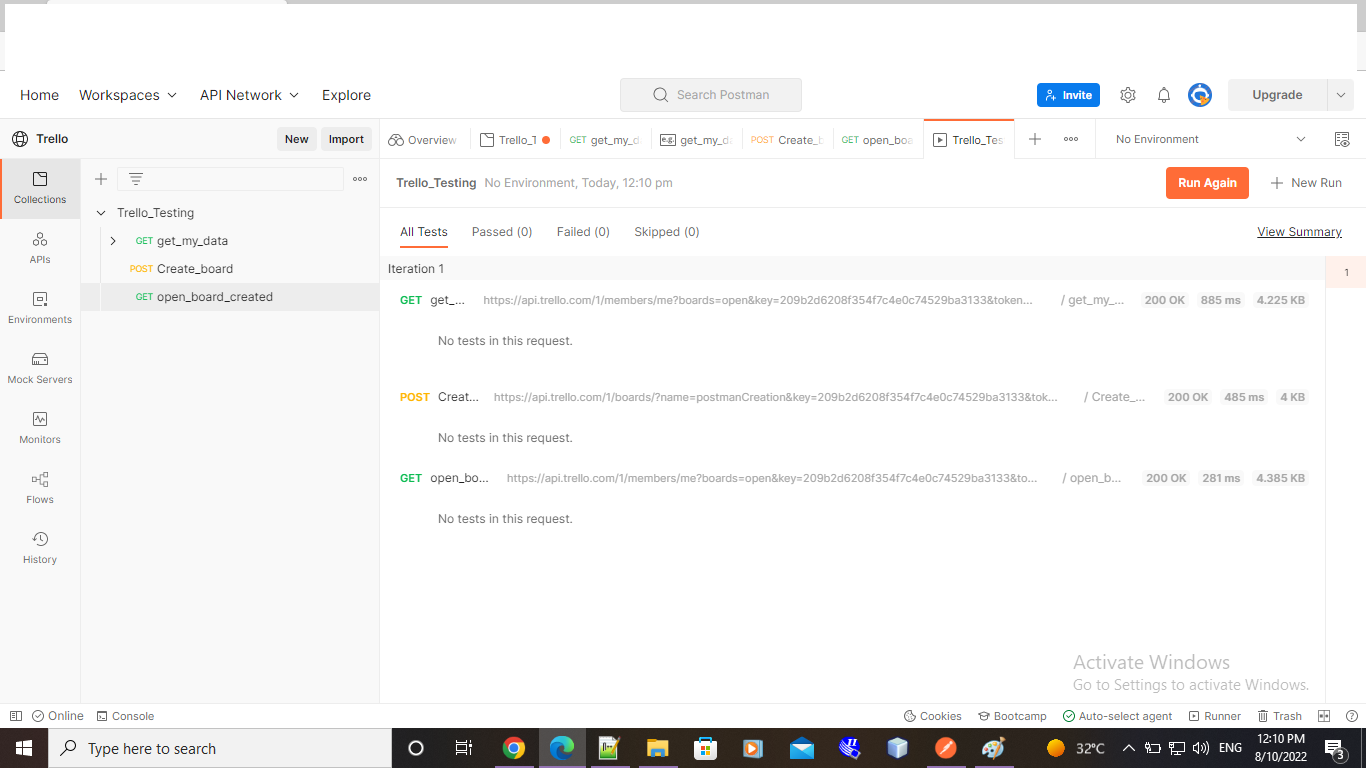 Home Workspaces API Network Explore Search Postman Invite Upgrade
Trello New Import Overview Trello_T GET get_my_d e.g. get_my_d POST Create_b GET open_boa Trello_Tes No Environment
Collections
APIs
Environments
Mock Servers
Monitors
Flows
History
Trello_Testing
GET get_my_data
POST Create_board
GET open_board_created
Trello_Testing No Environment, Today, 12:10 pm Run Again New Run
All Tests Passed (0) Failed (0) Skipped (0) View Summary
Iteration 1 1
GET get_... https://api.trello.com/1/members/me?boards=open&key=209b2d6208f354f7c4e0c74529ba3133&token... / get_my_... 200 OK 885 ms 4.225 KB
No tests in this request.
POST Creat... https://api.trello.com/1/boards/?name=postmanCreation&key=209b2d6208f354f7c4e0c74529ba3133&tok... / Create_... 200 OK 485 ms 4 KB
No tests in this request.
GET open_bo... https://api.trello.com/1/members/me?boards=open&key=209b2d6208f354f7c4e0c74529ba3133&to... / open_b... 200 OK 281 ms 4.385 KB
No tests in this request.
Activate Windows
Go to Settings to activate Windows.
Online Console Cookies Bootcamp Auto-select agent Runner Trash
Type here to search 32°C ENG 12:10 PM
8/10/2022 3